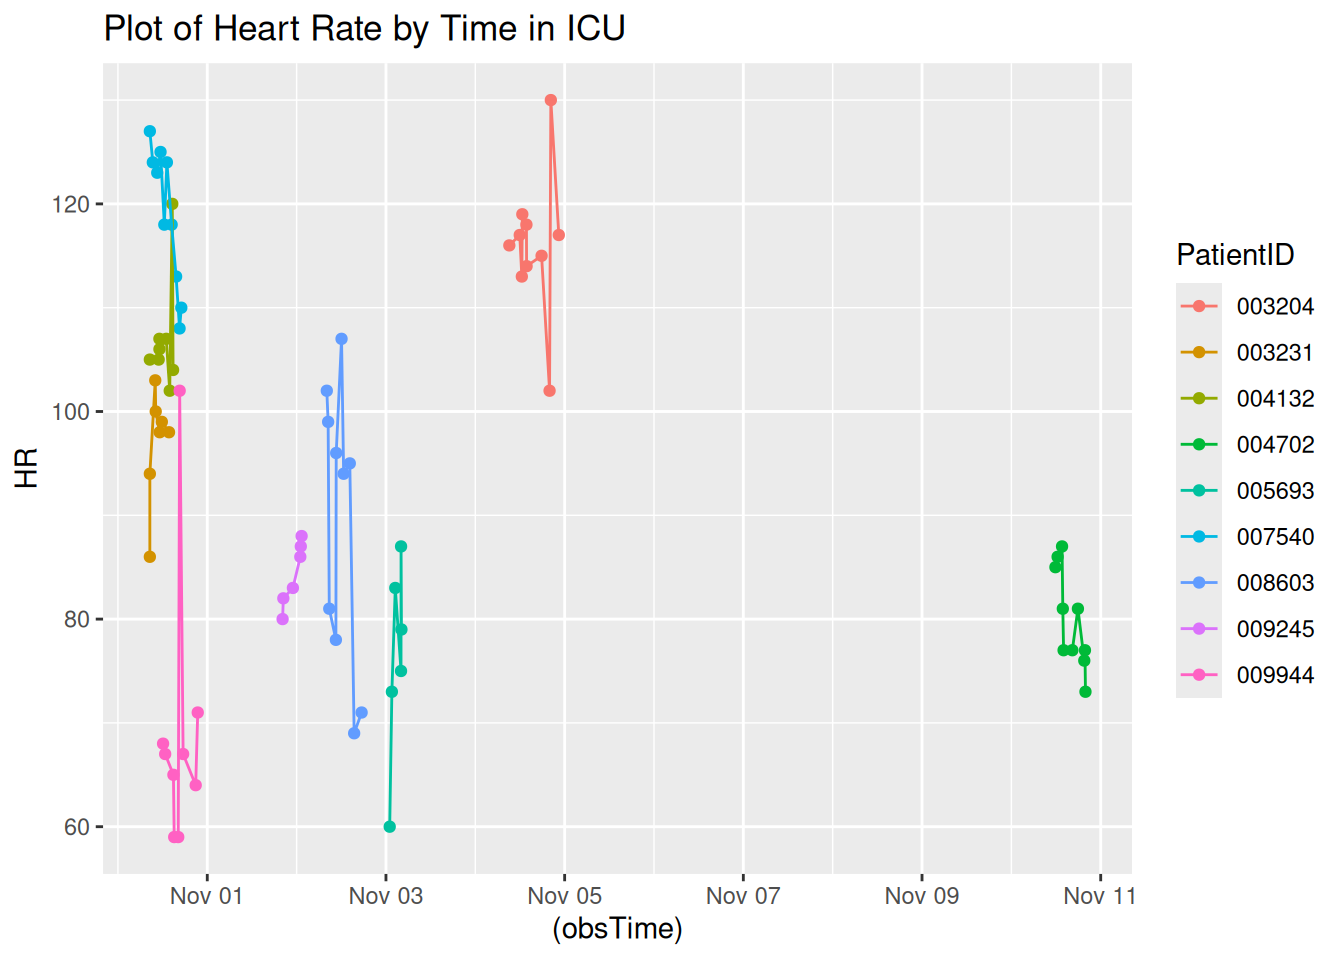 Plot of Heart Rate by Time in ICU
120
100
80
60
HR
Nov 01 Nov 03 Nov 05 Nov 07 Nov 09 Nov 11
(obsTime)
PatientID
003204
003231
004132
004702
005693
007540
008603
009245
009944